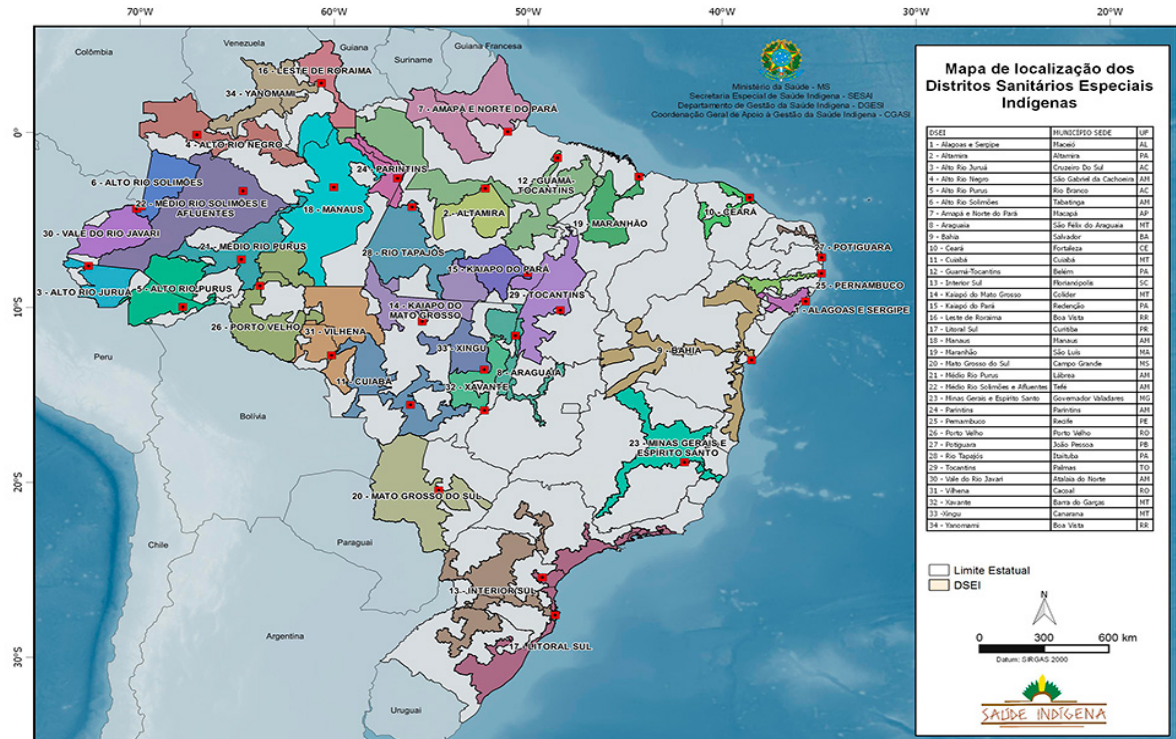 70°W 60°W 50°W 40°W 30°W 20°W
Colômbia
Venezuela
Guiana
Suriname
Guiana Francesa
Ministério da Saúde - MS
Secretaria Especial de Saúde Indígena - SESAI
Departamento de Gestão da Saúde Indígena - DGESI
Coordenação Geral de Apoio à Gestão da Saúde Indígena - CGASI
16 - LESTE DE RORAIMA
34 - YANOMAMI
7 - AMAPÁ E NORTE DO PARÁ
0°
4 - ALTO RIO NEGRO
24 - PARINTINS
12 - GUAMÁ-
TOCANTINS
6 - ALTO RIO SOLIMÕES
22 - MÉDIO RIO SOLIMÕES E
AFLUENTES
18 - MANAUS
2 - ALTAMIRA
19 - MARANHÃO
10 - CEARÁ
30 - VALE DO RIO JAVARI
21 - MÉDIO RIO PURUS
28 - RIO TAPAJÓS
27 - POTIGUARA
15 - KAIAPÓ DO PARÁ
3 - ALTO RIO JURUÁ
5 - ALTO RIO PURUS
29 - TOCANTINS
25 - PERNAMBUCO
10°S
14 - KAIAPÓ DO
MATO GROSSO
1 - ALAGOAS E SERGIPE
26 - PORTO VELHO
31 - VILHENA
33 - XINGU
9 - BAHIA
Peru
11 - CUIABÁ
32 - XAVANTE
8 - ARAGUAIA
Bolívia
23 - MINAS GERAIS E
ESPÍRITO SANTO
20°S
20 - MATO GROSSO DO SUL
Chile
Paraguai
13 - INTERIOR SUL
Argentina
17 - LITORAL SUL
30°S
Uruguai
Mapa de localização dos
Distritos Sanitários Especiais
Indígenas
DSEI MUNICÍPIO SEDE UF
1 - Alagoas e Sergipe Maceió AL
2 - Altamira Altamira PA
3 - Alto Rio Juruá Cruzeiro Do Sul AC
4 - Alto Rio Negro São Gabriel da Cachoeira AM
5 - Alto Rio Purus Rio Branco AC
6 - Alto Rio Solimões Tabatinga AM
7 - Amapá e Norte do Pará Macapá AP
8 - Araguaia São Félix do Araguaia MT
9 - Bahia Salvador BA
10 - Ceará Fortaleza CE
11 - Cuiabá Cuiabá MT
12 - Guamá-Tocantins Belém PA
13 - Interior Sul Florianópolis SC
14 - Kaiapó do Mato Grosso Colíder MT
15 - Kaiapó do Pará Redenção PA
16 - Leste de Roraima Boa Vista RR
17 - Litoral Sul Curitiba PR
18 - Manaus Manaus AM
19 - Maranhão São Luís MA
20 - Mato Grosso do Sul Campo Grande MS
21 - Médio Rio Purus Lábrea AM
22 - Médio Rio Solimões e Afluentes Tefé AM
23 - Minas Gerais e Espírito Santo Governador Valadares MG
24 - Parintins Parintins AM
25 - Pernambuco Recife PE
26 - Porto Velho Porto Velho RO
27 - Potiguara João Pessoa PB
28 - Rio Tapajós Itaituba PA
29 - Tocantins Palmas TO
30 - Vale do Rio Javari Atalaia do Norte AM
31 - Vilhena Cacoal RO
32 - Xavante Barra do Garças MT
33 -Xingu Canarana MT
34 - Yanomami Boa Vista RR
Limite Estatual
DSEI
N
0 300 600 km
Datum: SIRGAS 2000
SAÚDE INDÍGENA